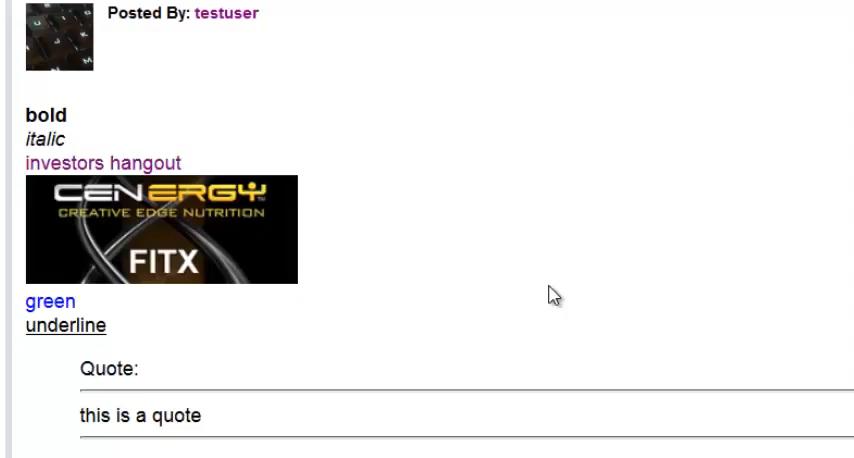 Posted By: testuser
bold
italic
investors hangout
CENERGY
CREATIVE EDGE NUTRITION
FITX
green
underline
Quote:
this is a quote